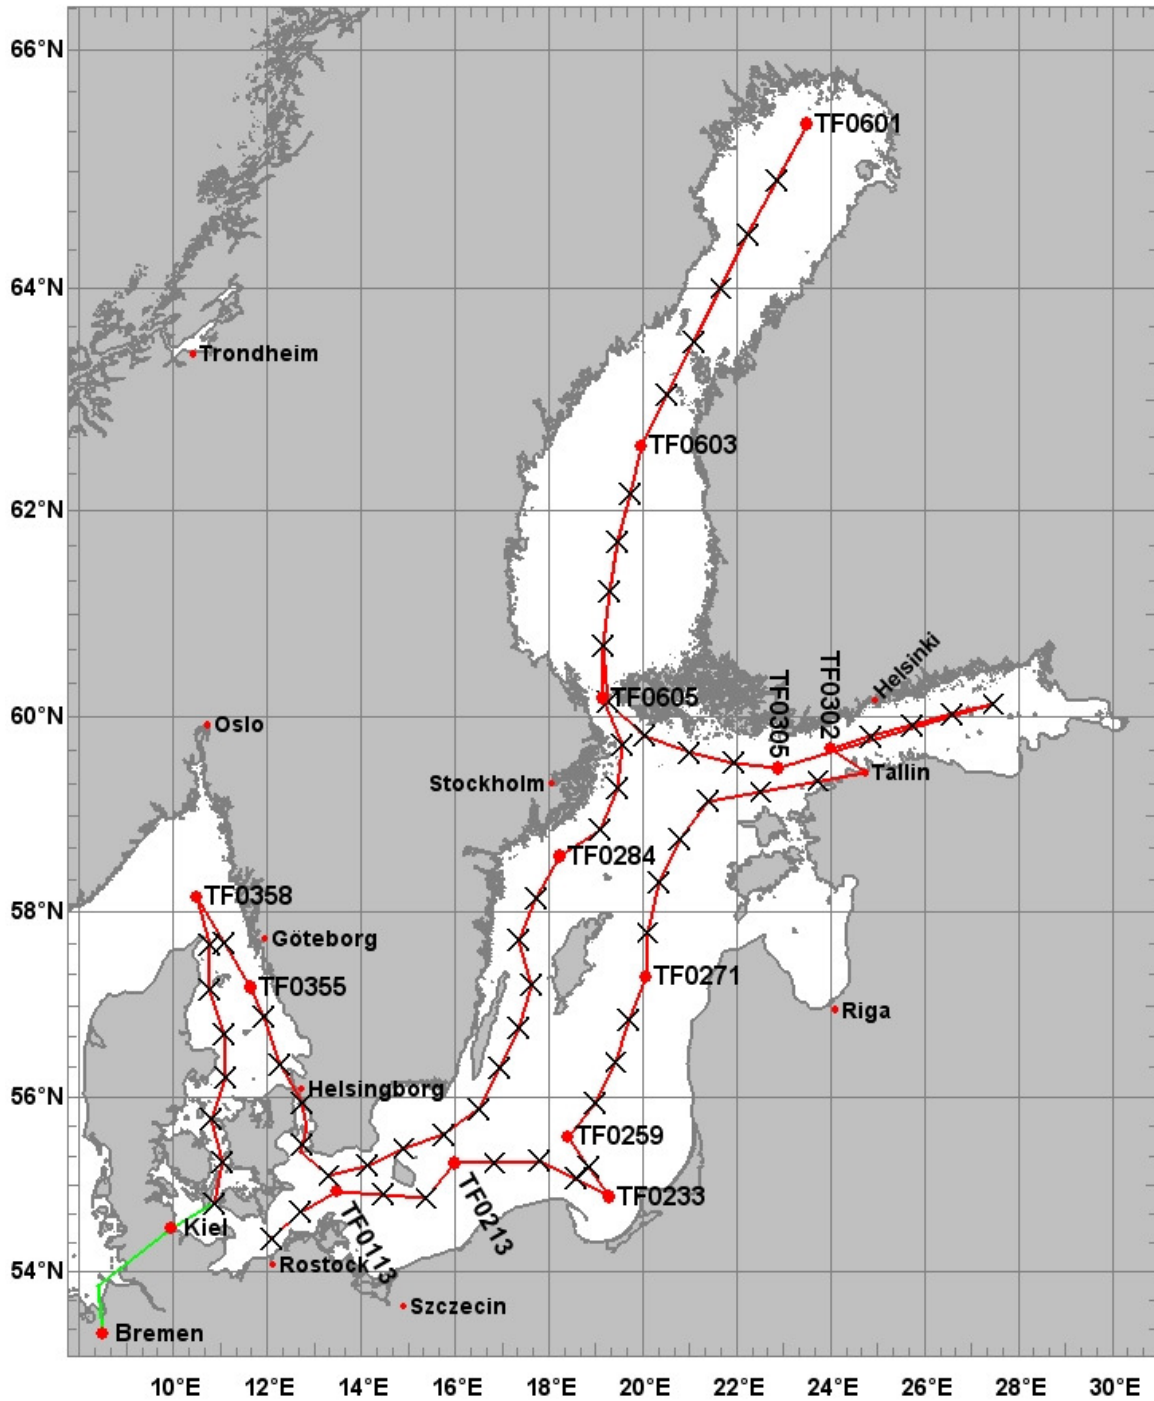 66°N
TF0601
64°N
Trondheim
TF0603
62°N
Helsinki
TF0605
TF0305
TF0302
60°N
Oslo
Tallin
Stockholm
TF0284
TF0358
58°N
Göteborg
TF0355
TF0271
Riga
56°N
Helsingborg
TF0259
TF0233
TF0213
TF0113
Kiel
54°N
Rostock
Szczecin
Bremen
10°E 12°E 14°E 16°E 18°E 20°E 22°E 24°E 26°E 28°E 30°E